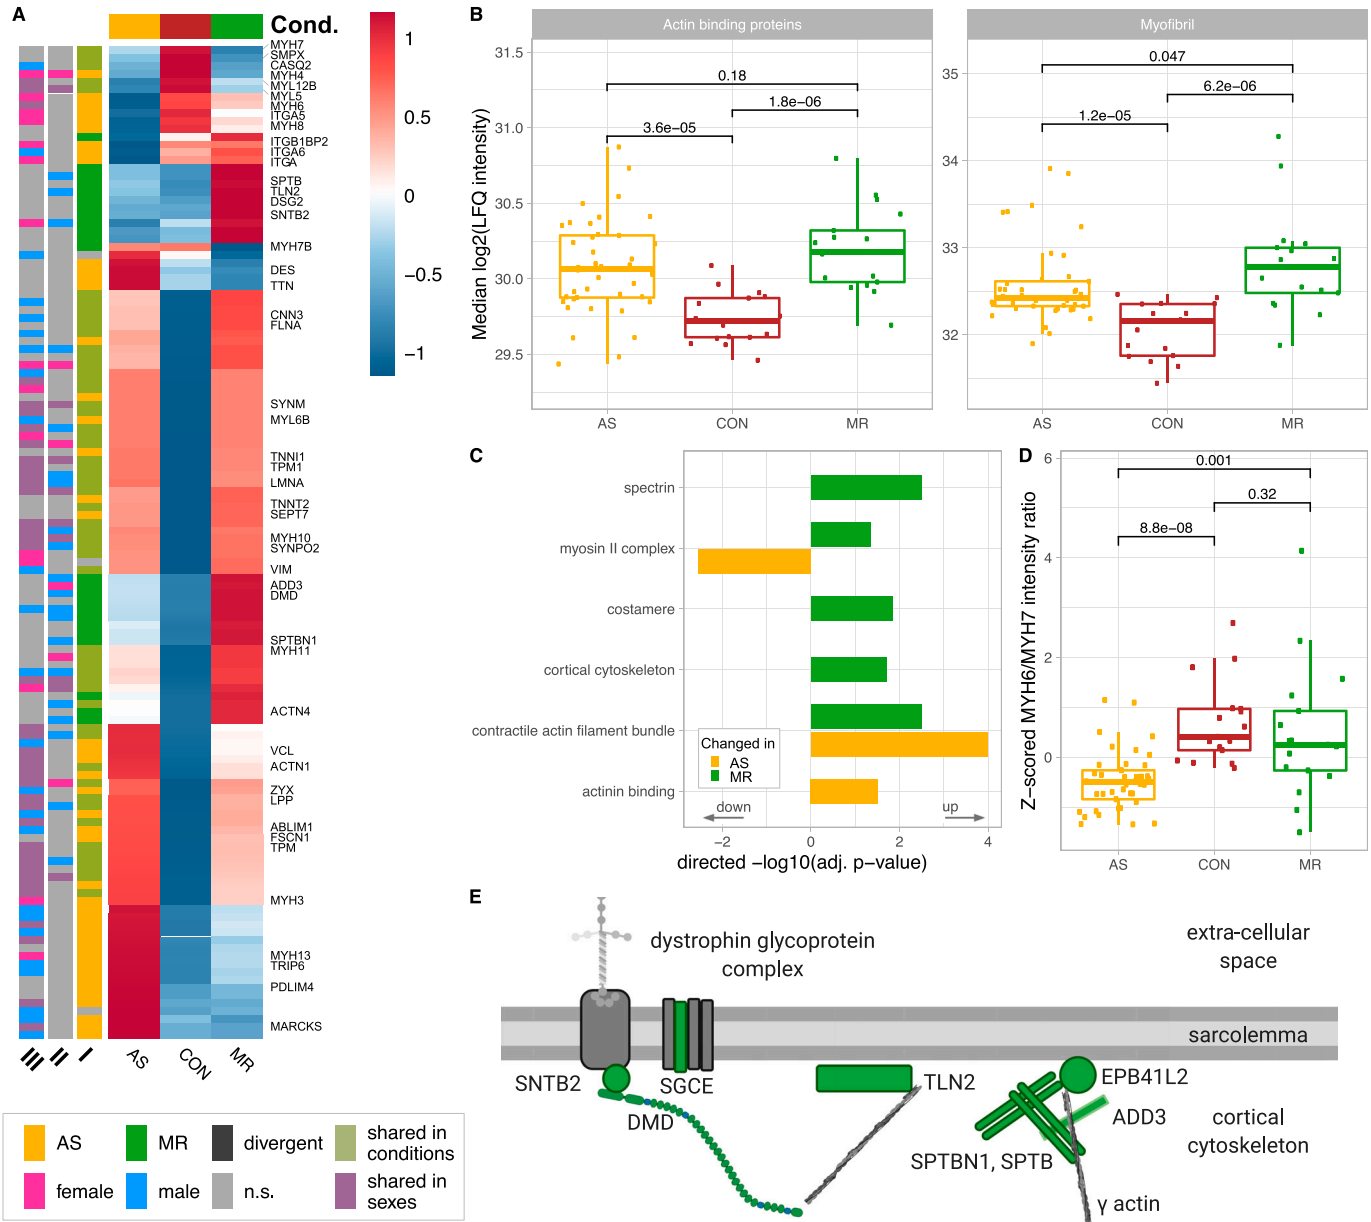 A
Cond.
MYH7
SMPX
CASQ2
MYH4
MYL12B
MYL5
MYH6
ITGA5
MYH8
ITGB1BP2
ITGA6
ITGA
SPTB
TLN2
DSG2
SNTB2
MYH7B
DES
TTN
CNN3
FLNA
SYNM
MYL6B
TNNI1
TPM1
LMNA
TNNT2
SEPT7
MYH10
SYNPO2
VIM
ADD3
DMD
SPTBN1
MYH11
ACTN4
VCL
ACTN1
ZYX
LPP
ABLIM1
FSCN1
TPM
MYH3
MYH13
TRIP6
PDLIM4
MARCKS
III
II
I
AS
CON
MR
1
0.5
0
−0.5
−1
AS
MR
divergent
shared in
conditions
female
male
n.s.
shared in
sexes
B
Actin binding proteins
Myofibril
Median log2(LFQ intensity)
31.5
31.0
30.5
30.0
29.5
0.18
1.8e−06
3.6e−05
AS
CON
MR
35
34
33
32
0.047
6.2e−06
1.2e−05
AS
CON
MR
C
spectrin
myosin II complex
costamere
cortical cytoskeleton
contractile actin filament bundle
actinin binding
Changed in
AS
MR
down
up
−2
0
2
4
directed −log10(adj. p−value)
D
Z−scored MYH6/MYH7 intensity ratio
6
4
2
0
0.001
0.32
8.8e−08
AS
CON
MR
E
dystrophin glycoprotein
complex
extra-cellular
space
sarcolemma
SNTB2
SGCE
DMD
TLN2
EPB41L2
ADD3
SPTBN1, SPTB
cortical
cytoskeleton
γ actin